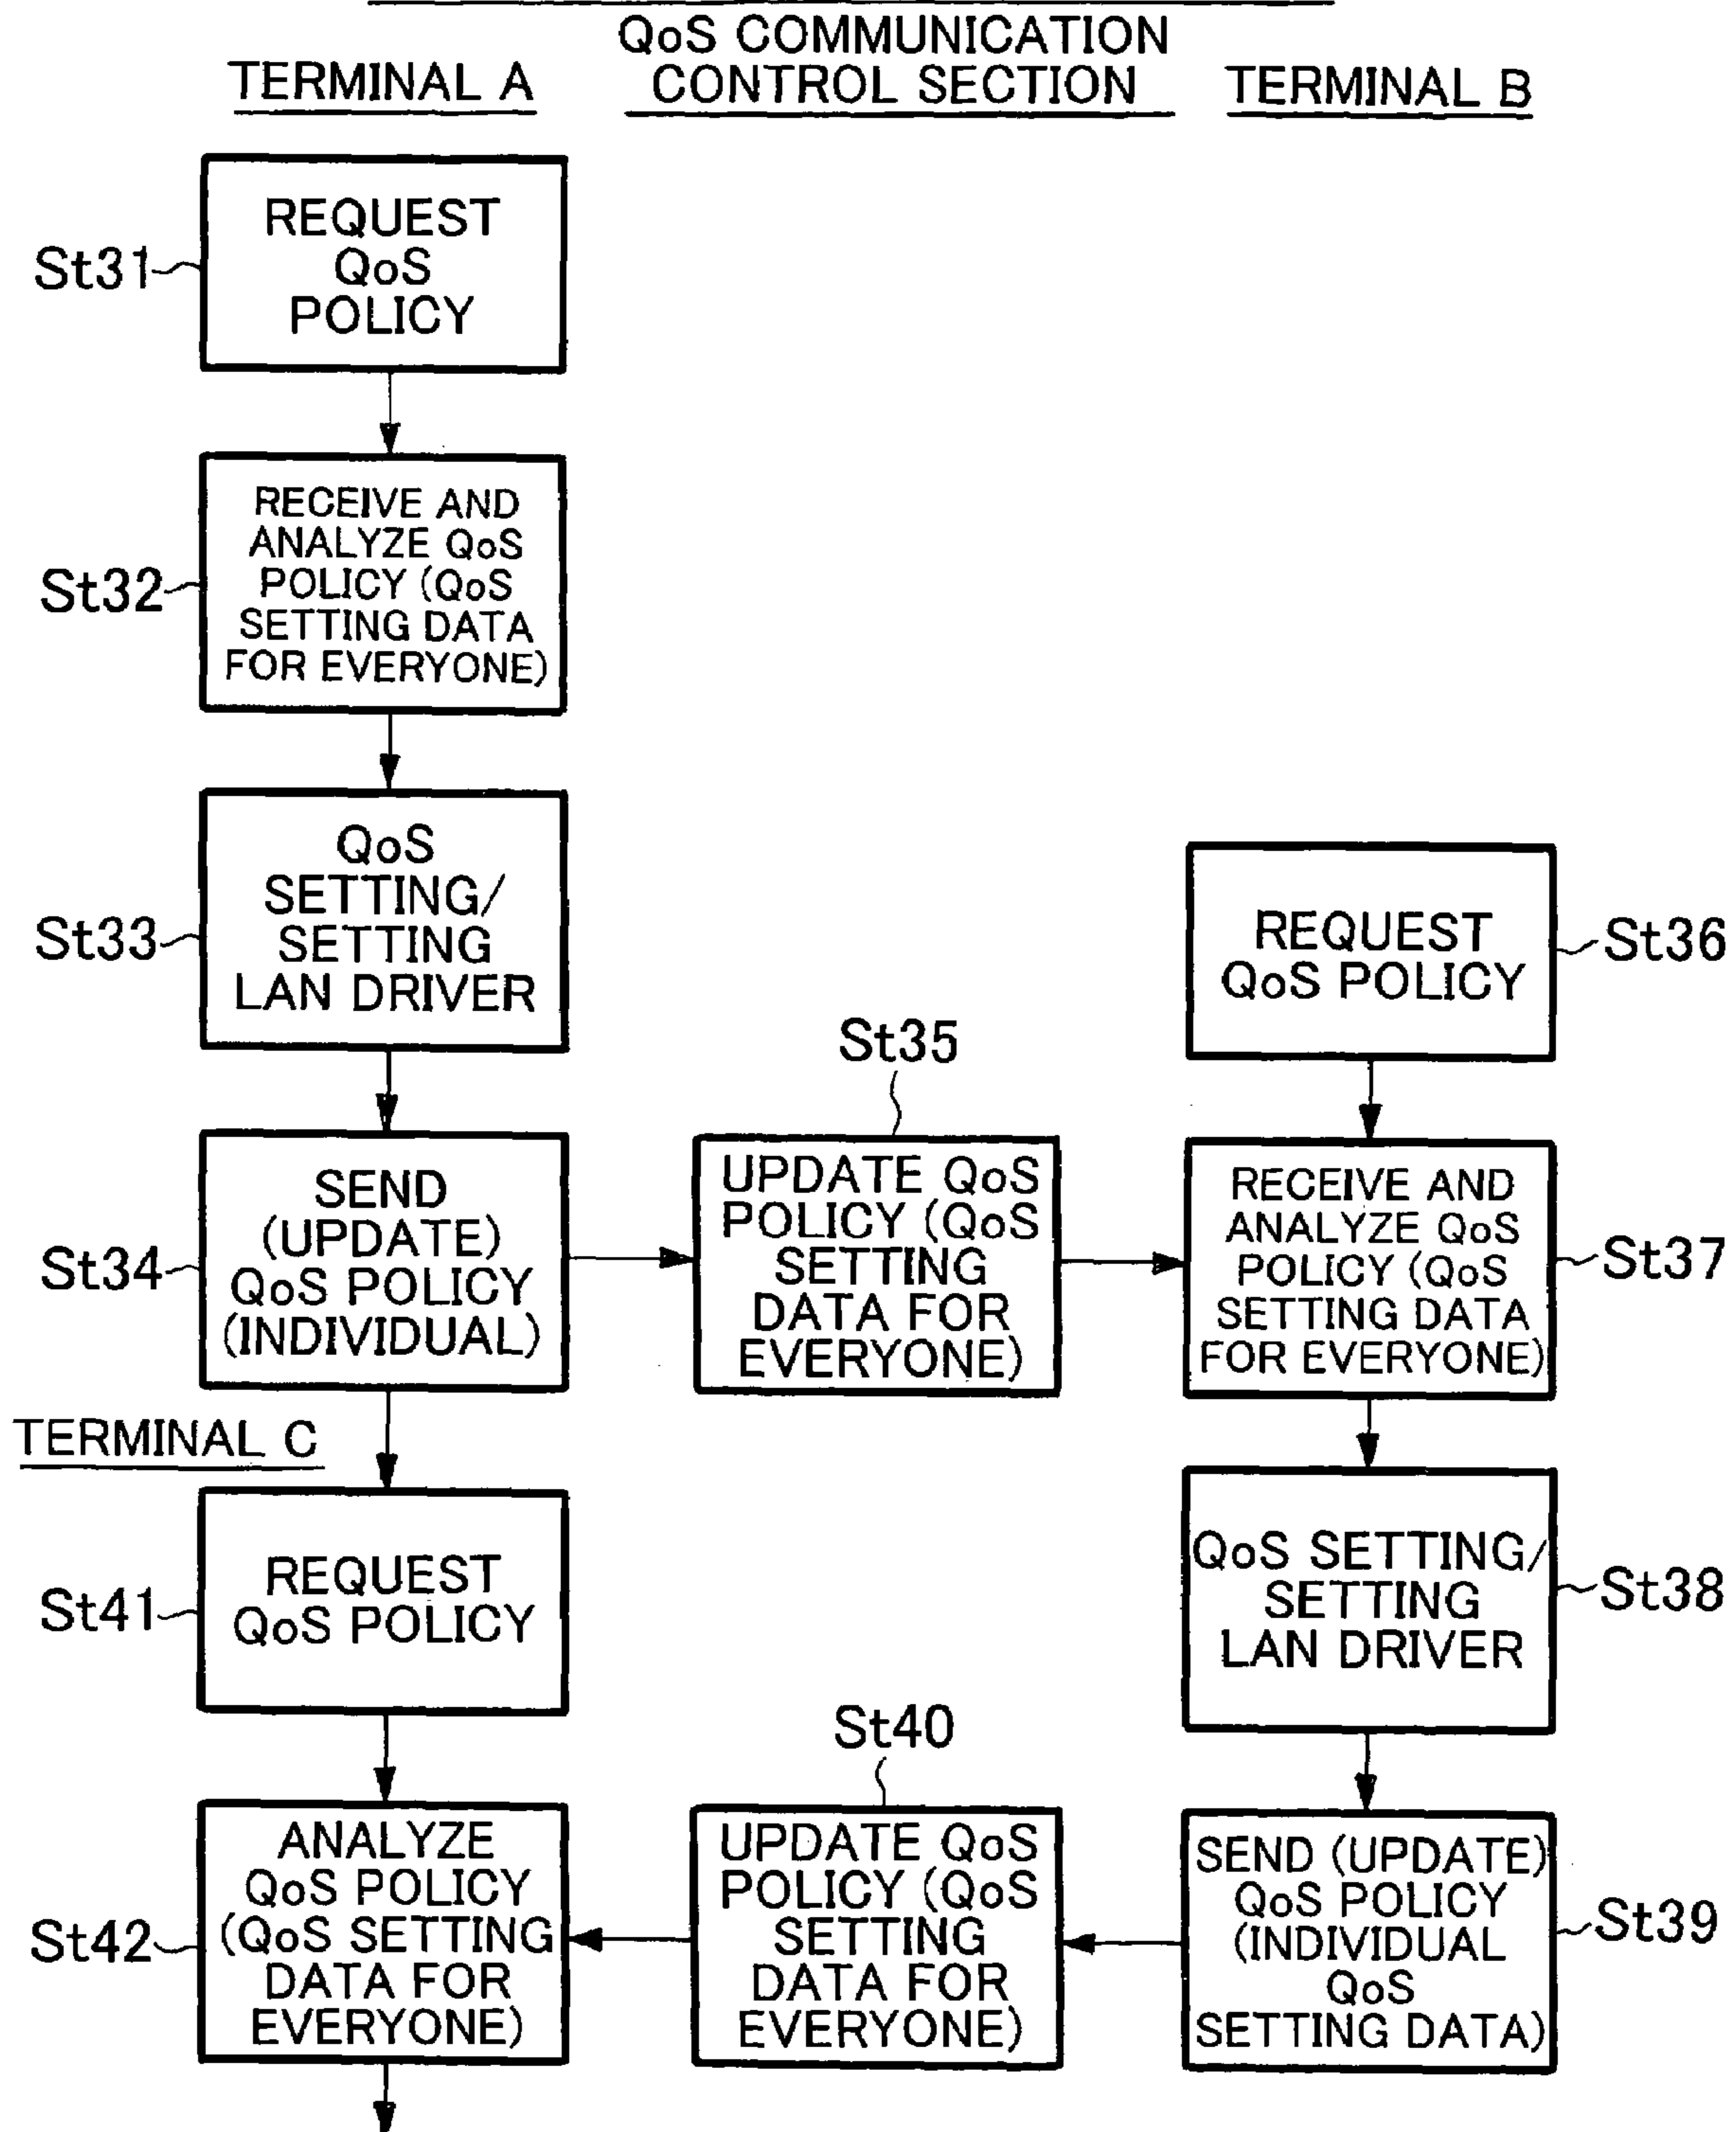 QoS COMMUNICATION
CONTROL SECTION
TERMINAL A
TERMINAL B
REQUEST
QoS
POLICY
St31
RECEIVE AND
ANALYZE QoS
POLICY (QoS
SETTING DATA
FOR EVERYONE)
St32
QoS
SETTING/
SETTING
LAN DRIVER
St33
REQUEST
QoS POLICY
St36
St35
SEND
(UPDATE)
QoS POLICY
(INDIVIDUAL)
St34
UPDATE QoS
POLICY (QoS
SETTING
DATA FOR
EVERYONE)
RECEIVE AND
ANALYZE QoS
POLICY (QoS
SETTING DATA
FOR EVERYONE)
St37
TERMINAL C
REQUEST
QoS POLICY
St41
QoS SETTING/
SETTING
LAN DRIVER
St38
St40
ANALYZE
QoS POLICY
(QoS SETTING
DATA FOR
EVERYONE)
St42
UPDATE QoS
POLICY (QoS
SETTING
DATA FOR
EVERYONE)
SEND (UPDATE)
QoS POLICY
(INDIVIDUAL
QoS
SETTING DATA)
St39